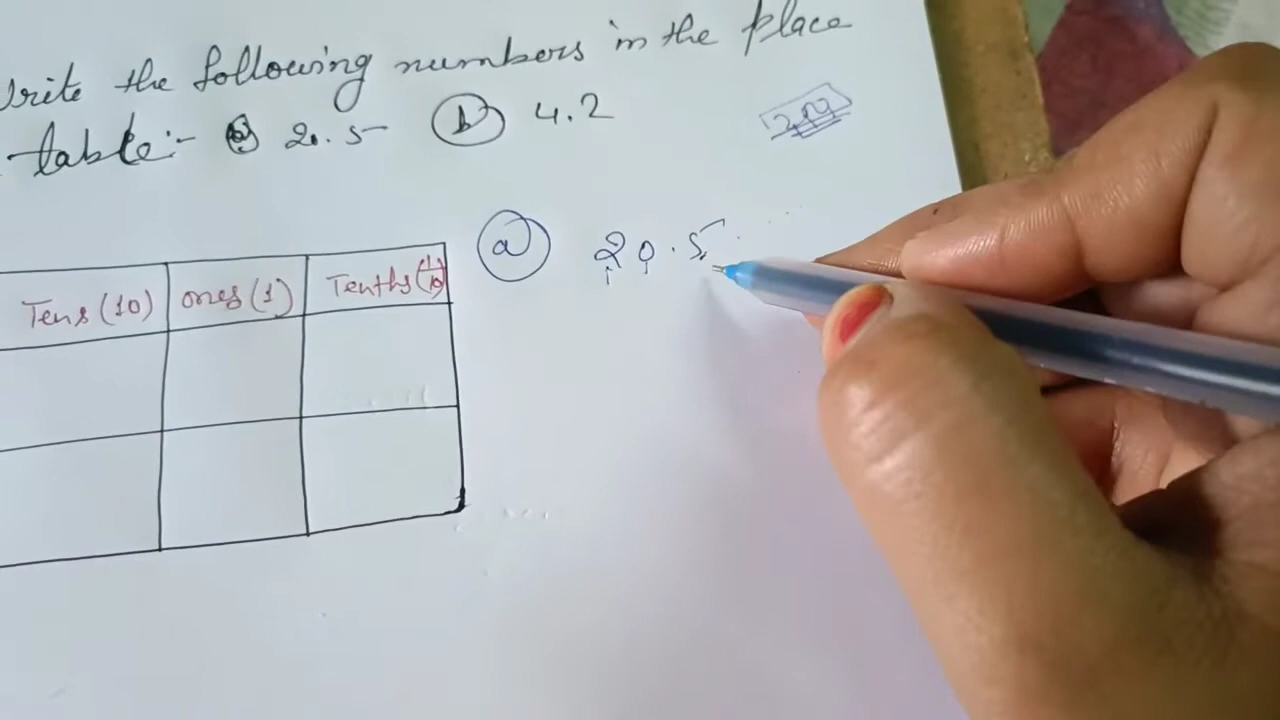 Write the following numbers in the place
table:- (a) 20.5 (b) 4.2
Tens (10) ones (1) Tenths (1/10)
(a) 20.5